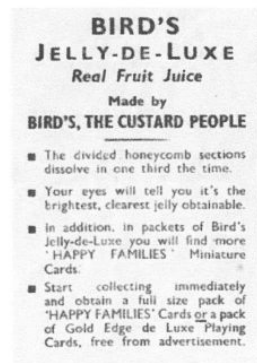 BIRD'S
JELLY-DE-LUXE
Real Fruit Juice
Made by
BIRD'S, THE CUSTARD PEOPLE
■ The divided honeycomb sections
dissolve in one third the time.
■ Your eyes will tell you it's the
brightest, clearest jelly obtainable.
■ In addition, in packets of Bird's
Jelly-de-Luxe you will find more
'HAPPY FAMILIES' Miniature
Cards.
■ Start collecting immediately
and obtain a full size pack of
'HAPPY FAMILIES' Cards or a pack
of Gold Edge de Luxe Playing
Cards, free from advertisement.